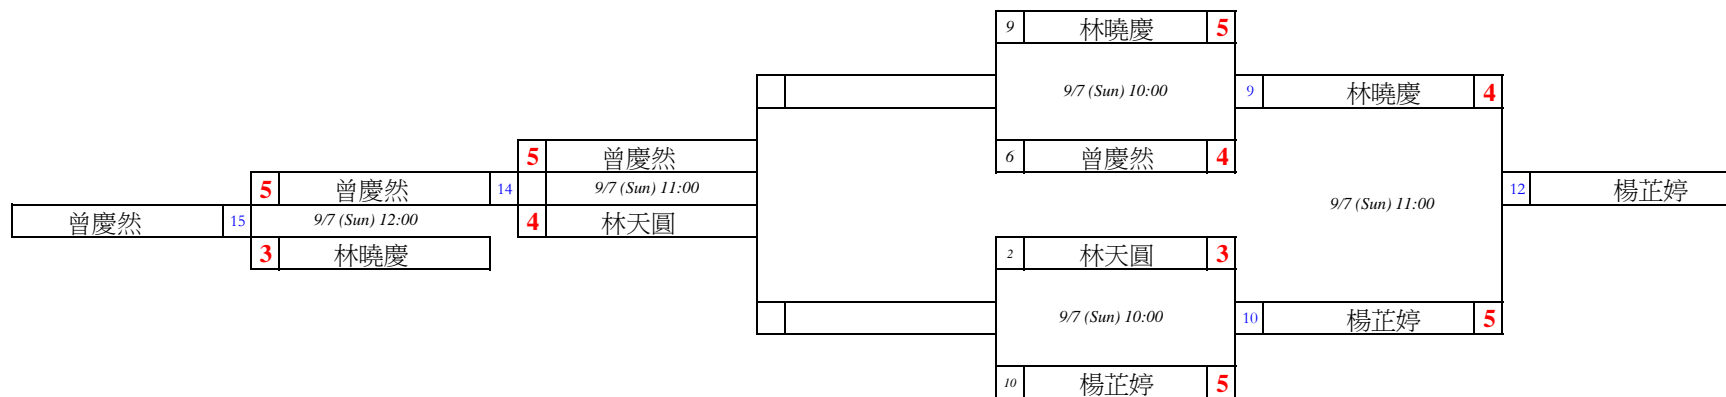 9 林曉慶 5
9/7 (Sun) 10:00
9 林曉慶 4
5 曾慶然
6 曾慶然 4
5 曾慶然 14
9/7 (Sun) 11:00
12 楊芷婷
9/7 (Sun) 11:00
曾慶然 15
9/7 (Sun) 12:00
4 林天圓
3 林曉慶
2 林天圓 3
9/7 (Sun) 10:00
10 楊芷婷 5
10 楊芷婷 5